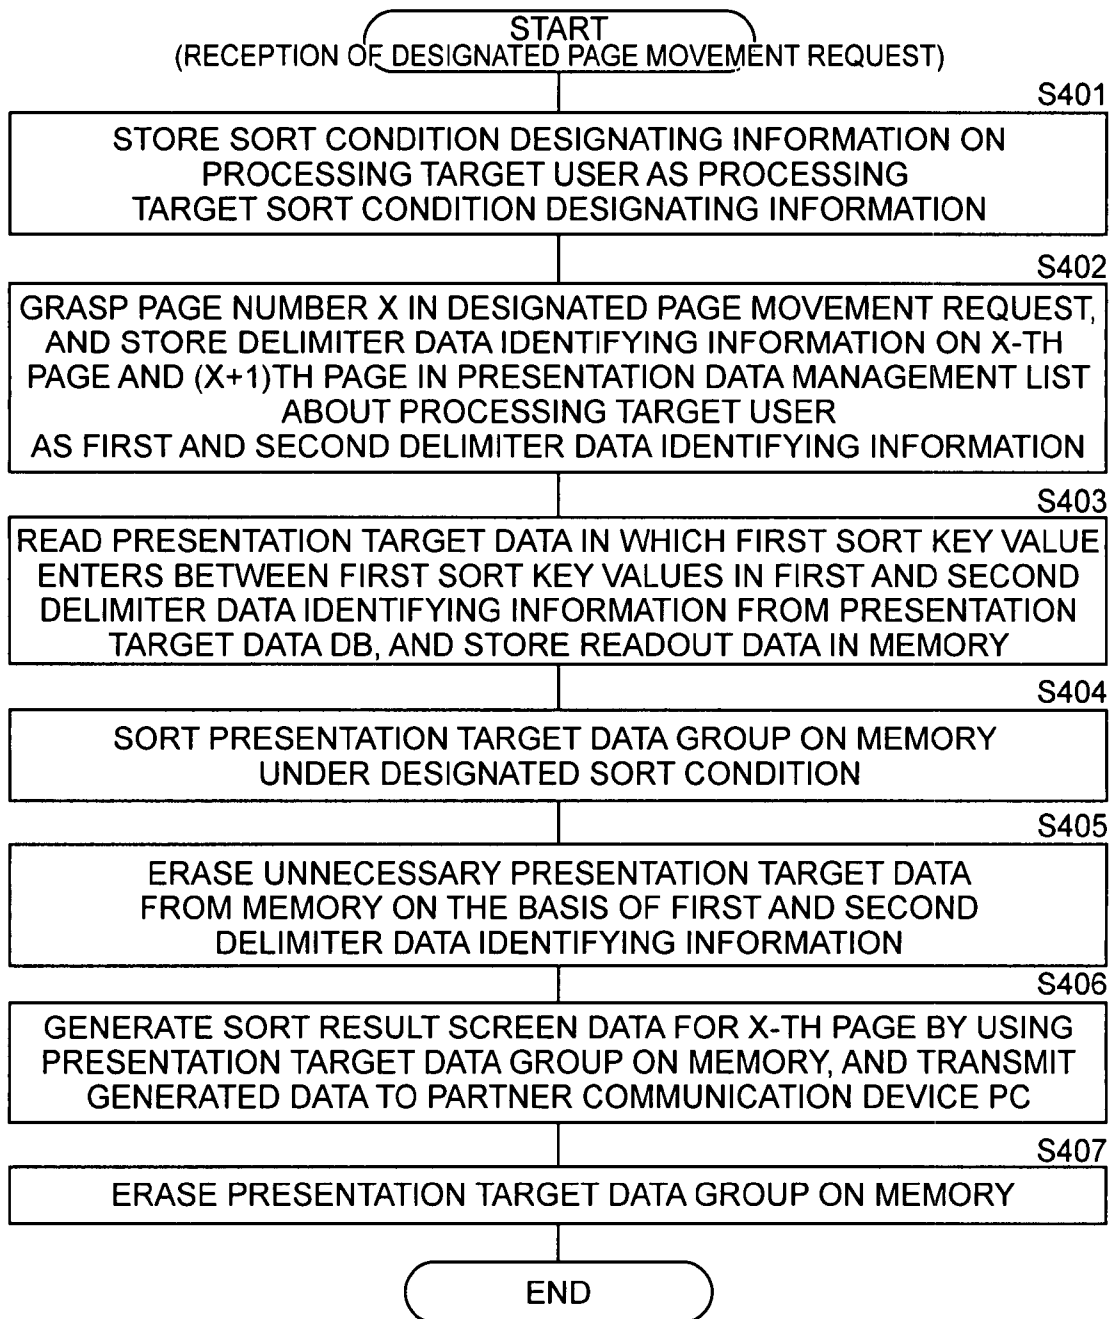 START
(RECEPTION OF DESIGNATED PAGE MOVEMENT REQUEST)
S401
STORE SORT CONDITION DESIGNATING INFORMATION ON
PROCESSING TARGET USER AS PROCESSING
TARGET SORT CONDITION DESIGNATING INFORMATION
S402
GRASP PAGE NUMBER X IN DESIGNATED PAGE MOVEMENT REQUEST,
AND STORE DELIMITER DATA IDENTIFYING INFORMATION ON X-TH
PAGE AND (X+1)TH PAGE IN PRESENTATION DATA MANAGEMENT LIST
ABOUT PROCESSING TARGET USER
AS FIRST AND SECOND DELIMITER DATA IDENTIFYING INFORMATION
S403
READ PRESENTATION TARGET DATA IN WHICH FIRST SORT KEY VALUE
ENTERS BETWEEN FIRST SORT KEY VALUES IN FIRST AND SECOND
DELIMITER DATA IDENTIFYING INFORMATION FROM PRESENTATION
TARGET DATA DB, AND STORE READOUT DATA IN MEMORY
S404
SORT PRESENTATION TARGET DATA GROUP ON MEMORY
UNDER DESIGNATED SORT CONDITION
S405
ERASE UNNECESSARY PRESENTATION TARGET DATA
FROM MEMORY ON THE BASIS OF FIRST AND SECOND
DELIMITER DATA IDENTIFYING INFORMATION
S406
GENERATE SORT RESULT SCREEN DATA FOR X-TH PAGE BY USING
PRESENTATION TARGET DATA GROUP ON MEMORY, AND TRANSMIT
GENERATED DATA TO PARTNER COMMUNICATION DEVICE PC
S407
ERASE PRESENTATION TARGET DATA GROUP ON MEMORY
END